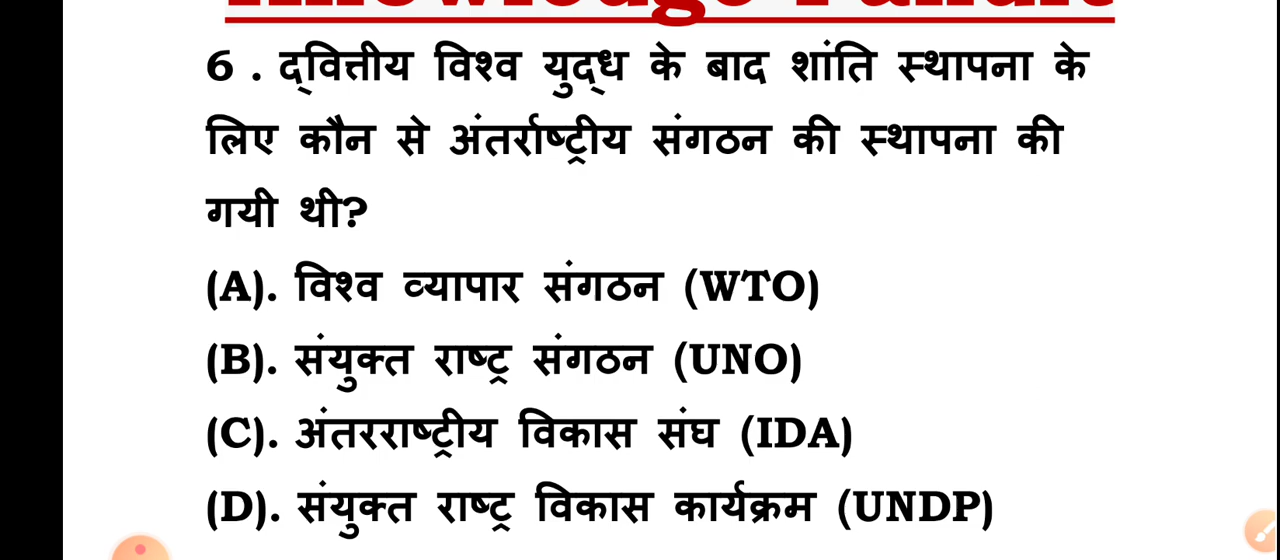 6 . द्वित्तीय विश्व युद्ध के बाद शांति स्थापना के
लिए कौन से अंतर्राष्ट्रीय संगठन की स्थापना की
गयी थी?
(A). विश्व व्यापार संगठन (WTO)
(B). संयुक्त राष्ट्र संगठन (UNO)
(C). अंतरराष्ट्रीय विकास संघ (IDA)
(D). संयुक्त राष्ट्र विकास कार्यक्रम (UNDP)